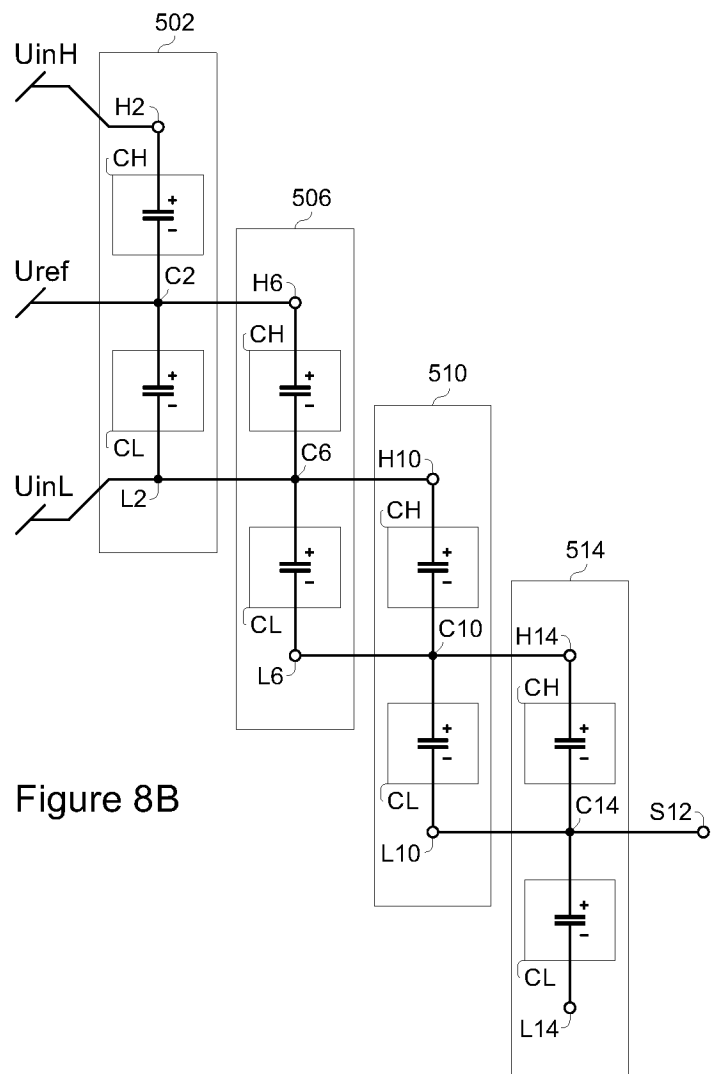 502
UinH
H2
CH
+
−
506
Uref
C2
H6
CH
+
−
CL
+
−
510
UinL
L2
C6
H10
CH
+
−
CL
+
−
514
L6
C10
H14
CH
+
−
CL
+
−
Figure 8B
L10
C14
S12
CL
+
−
L14